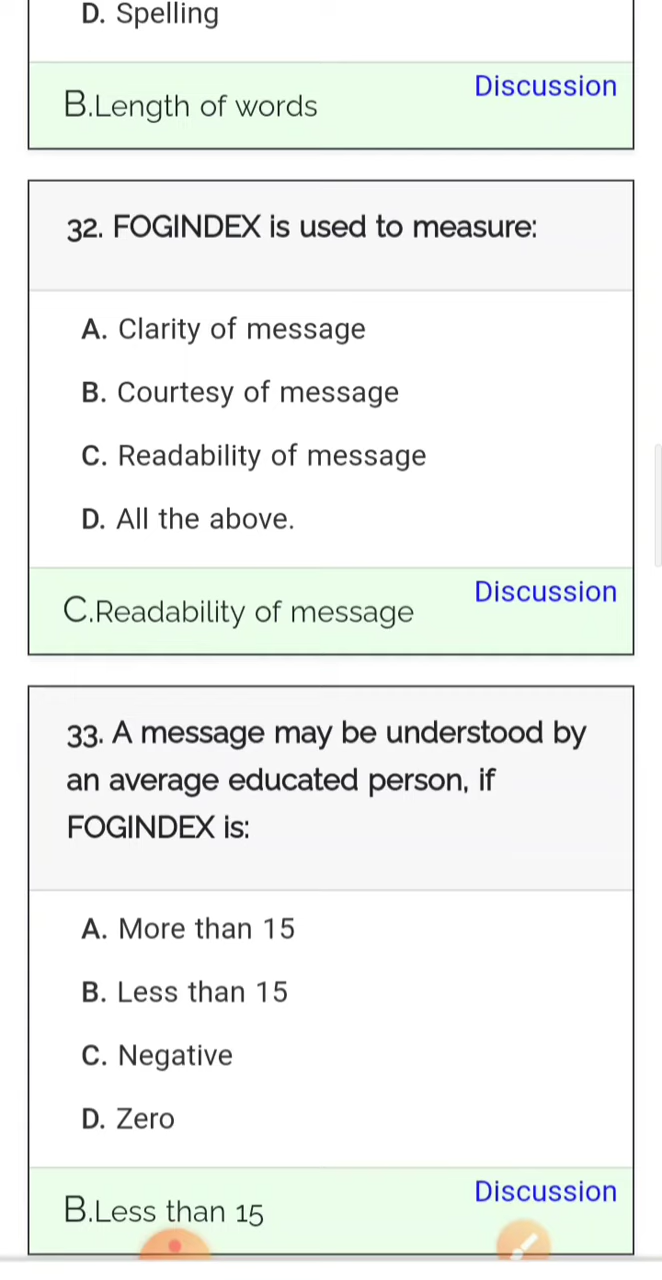 D. Spelling
Discussion
B.Length of words
32. FOGINDEX is used to measure:
A. Clarity of message
B. Courtesy of message
C. Readability of message
D. All the above.
Discussion
C.Readability of message
33. A message may be understood by
an average educated person, if
FOGINDEX is:
A. More than 15
B. Less than 15
C. Negative
D. Zero
Discussion
B.Less than 15